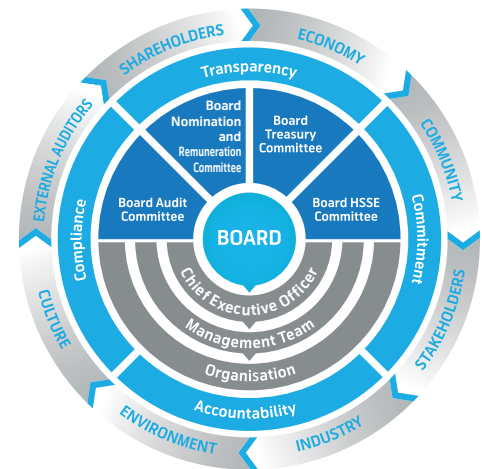 SHAREHOLDERS
ECONOMY
COMMUNITY
STAKEHOLDERS
INDUSTRY
ENVIRONMENT
CULTURE
EXTERNAL AUDITORS
Transparency
Commitment
Accountability
Compliance
Board
Nomination
and
Remuneration
Committee
Board
Treasury
Committee
Board Audit
Committee
Board HSSE
Committee
BOARD
Chief Executive Officer
Management Team
Organisation